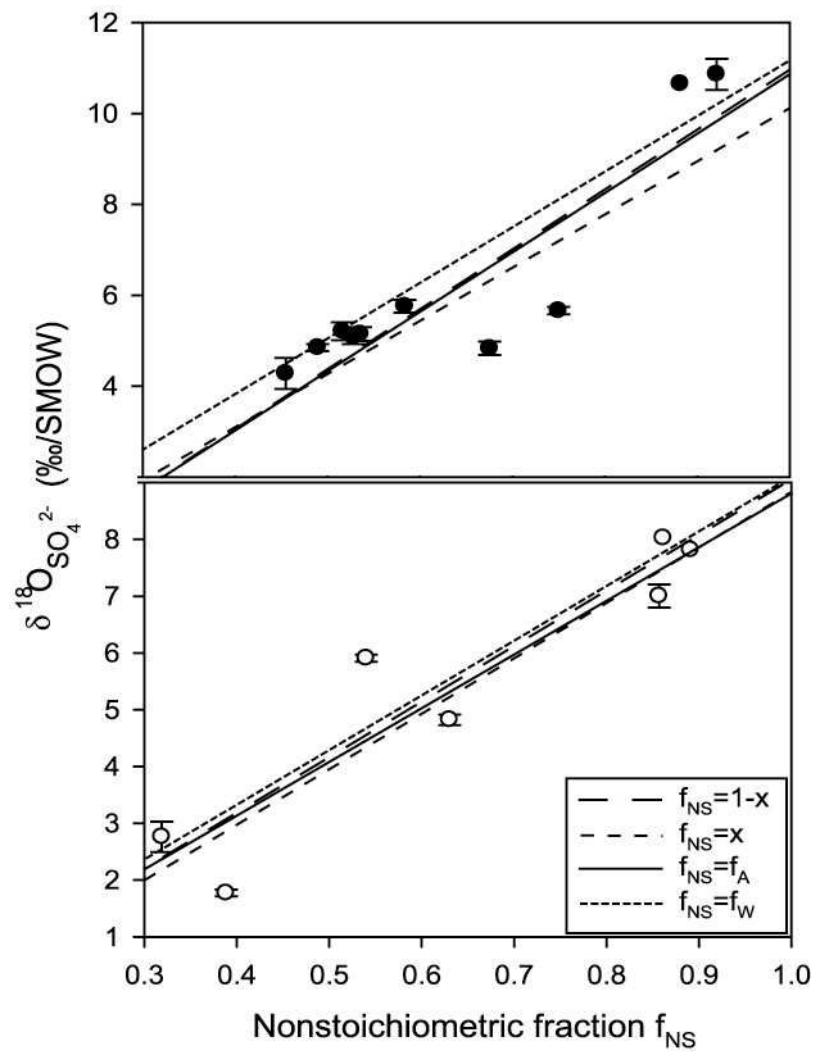 12
10
8
6
4
δ ¹⁸O SO₄²⁻ (‰/SMOW)
8
7
6
5
4
3
2
1
f_NS=1-x
f_NS=x
f_NS=f_A
f_NS=f_W
0.3 0.4 0.5 0.6 0.7 0.8 0.9 1.0
Nonstoichiometric fraction f_NS